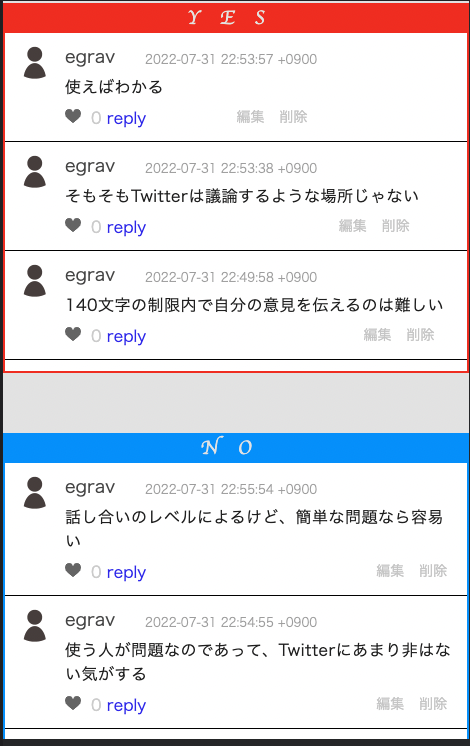 YES
egrav 2022-07-31 22:53:57 +0900
使えばわかる
0 reply 編集 削除
egrav 2022-07-31 22:53:38 +0900
そもそもTwitterは議論するような場所じゃない
0 reply 編集 削除
egrav 2022-07-31 22:49:58 +0900
140文字の制限内で自分の意見を伝えるのは難しい
0 reply 編集 削除
NO
egrav 2022-07-31 22:55:54 +0900
話し合いのレベルによるけど、簡単な問題なら容易
い
0 reply 編集 削除
egrav 2022-07-31 22:54:55 +0900
使う人が問題なのであって、Twitterにあまり非はな
い気がする
0 reply 編集 削除